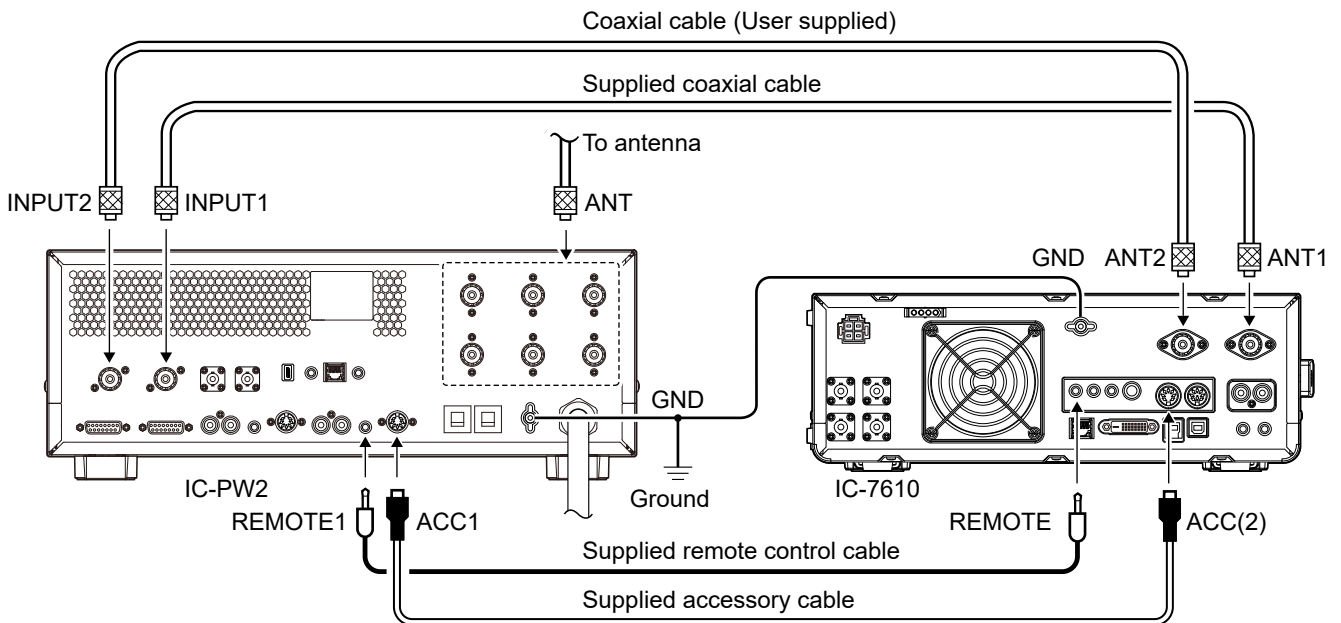 Coaxial cable (User supplied)
Supplied coaxial cable
To antenna
INPUT2
INPUT1
ANT
GND
ANT2
ANT1
GND
Ground
IC-PW2
IC-7610
REMOTE1
ACC1
REMOTE
ACC(2)
Supplied remote control cable
Supplied accessory cable